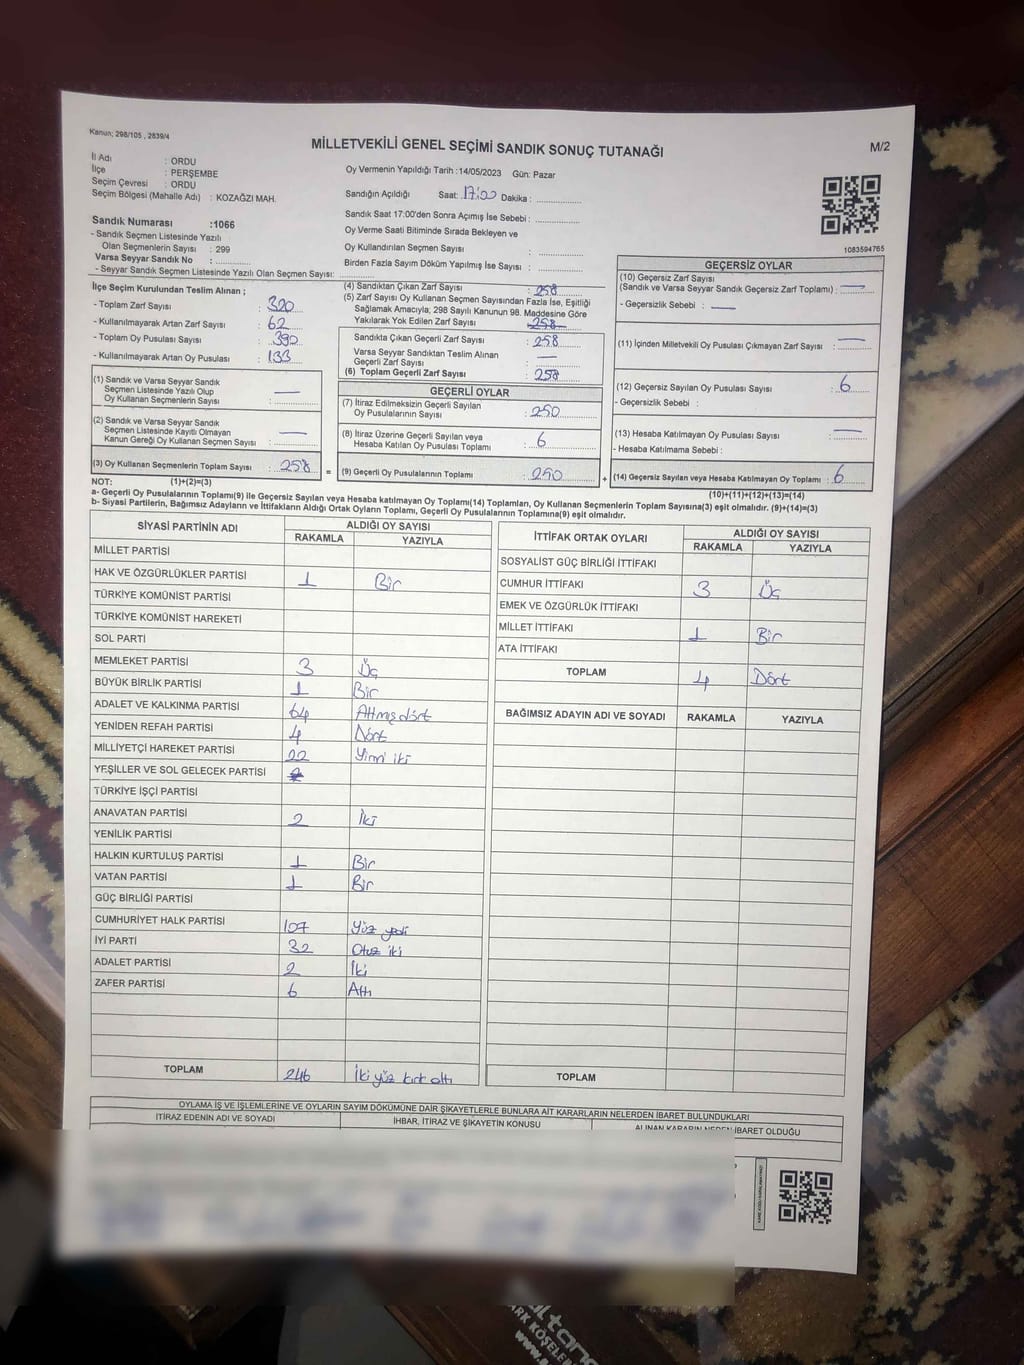 Kanun; 298/105 , 2839/4
MİLLETVEKİLİ GENEL SEÇİMİ SANDIK SONUÇ TUTANAĞI
M/2
İl Adı : ORDU
İlçe : PERŞEMBE
Seçim Çevresi : ORDU
Seçim Bölgesi (Mahalle Adı) : KOZAĞZI MAH.
Sandık Numarası :1066
- Sandık Seçmen Listesinde Yazılı
Olan Seçmenlerin Sayısı : 299
Varsa Seyyar Sandık No :
- Seyyar Sandık Seçmen Listesinde Yazılı Olan Seçmen Sayısı:
Oy Vermenin Yapıldığı Tarih :14/05/2023 Gün: Pazar
Sandığın Açıldığı Saat: 17:00 Dakika :
Sandık Saat 17:00'den Sonra Açımış İse Sebebi :
Oy Verme Saati Bitiminde Sırada Bekleyen ve
Oy Kullandırılan Seçmen Sayısı :
Birden Fazla Sayım Döküm Yapılmış İse Sayısı :
1083594765
İlçe Seçim Kurulundan Teslim Alınan ;
- Toplam Zarf Sayısı : 320
- Kullanılmayarak Artan Zarf Sayısı : 62
- Toplam Oy Pusulası Sayısı : 390
- Kullanılmayarak Artan Oy Pusulası : 133
(1) Sandık ve Varsa Seyyar Sandık
Seçmen Listesinde Yazılı Olup
Oy Kullanan Seçmenlerin Sayısı : —
(2) Sandık ve Varsa Seyyar Sandık
Seçmen Listesinde Kayıtlı Olmayan
Kanun Gereği Oy Kullanan Seçmen Sayısı : —
(3) Oy Kullanan Seçmenlerin Toplam Sayısı : 258
(4) Sandıktan Çıkan Zarf Sayısı : 258
(5) Zarf Sayısı Oy Kullanan Seçmen Sayısından Fazla İse, Eşitliği
Sağlamak Amacıyla; 298 Sayılı Kanunun 98. Maddesine Göre
Yakılarak Yok Edilen Zarf Sayısı 258
Sandıkta Çıkan Geçerli Zarf Sayısı : 258
Varsa Seyyar Sandıktan Teslim Alınan
Geçerli Zarf Sayısı : —
(6) Toplam Geçerli Zarf Sayısı : 258
GEÇERLİ OYLAR
(7) İtiraz Edilmeksizin Geçerli Sayılan
Oy Pusulalarının Sayısı : 250
(8) İtiraz Üzerine Geçerli Sayılan veya
Hesaba Katılan Oy Pusulası Toplamı : 6
= (9) Geçerli Oy Pusulalarının Toplamı : 250
GEÇERSİZ OYLAR
(10) Geçersiz Zarf Sayısı
(Sandık ve Varsa Seyyar Sandık Geçersiz Zarf Toplamı) : —
- Geçersizlik Sebebi : —
(11) İçinden Milletvekili Oy Pusulası Çıkmayan Zarf Sayısı : —
(12) Geçersiz Sayılan Oy Pusulası Sayısı : 6
- Geçersizlik Sebebi :
(13) Hesaba Katılmayan Oy Pusulası Sayısı : —
- Hesaba Katılmama Sebebi :
+ (14) Geçersiz Sayılan veya Hesaba Katılmayan Oy Toplamı : 6
NOT: (1)+(2)=(3)
(10)+(11)+(12)+(13)=(14)
a- Geçerli Oy Pusulalarının Toplamı(9) ile Geçersiz Sayılan veya Hesaba katılmayan Oy Toplamı(14) Toplamları, Oy Kullanan Seçmenlerin Toplam Sayısına(3) eşit olmalıdır. (9)+(14)=(3)
b- Siyasi Partilerin, Bağımsız Adayların ve İttifakların Aldığı Ortak Oyların Toplamı, Geçerli Oy Pusulalarının Toplamına(9) eşit olmalıdır.
SİYASİ PARTİNİN ADI ALDIĞI OY SAYISI
RAKAMLA YAZIYLA
MİLLET PARTİSİ
HAK VE ÖZGÜRLÜKLER PARTİSİ 1 Bir
TÜRKİYE KOMÜNİST PARTİSİ
TÜRKİYE KOMÜNİST HAREKETİ
SOL PARTİ
MEMLEKET PARTİSİ 3 Üç
BÜYÜK BİRLİK PARTİSİ 1 Bir
ADALET VE KALKINMA PARTİSİ 64 Altmış dört
YENİDEN REFAH PARTİSİ 4 Dört
MİLLİYETÇİ HAREKET PARTİSİ 22 Yirmi iki
YEŞİLLER VE SOL GELECEK PARTİSİ
TÜRKİYE İŞÇİ PARTİSİ
ANAVATAN PARTİSİ 2 İki
YENİLİK PARTİSİ
HALKIN KURTULUŞ PARTİSİ 1 Bir
VATAN PARTİSİ 1 Bir
GÜÇ BİRLİĞİ PARTİSİ
CUMHURİYET HALK PARTİSİ 107 Yüz yedi
İYİ PARTİ 32 Otuz iki
ADALET PARTİSİ 2 İki
ZAFER PARTİSİ 6 Altı
TOPLAM 246 İki yüz kırk altı
İTTİFAK ORTAK OYLARI ALDIĞI OY SAYISI
RAKAMLA YAZIYLA
SOSYALİST GÜÇ BİRLİĞİ İTTİFAKI
CUMHUR İTTİFAKI 3 Üç
EMEK VE ÖZGÜRLÜK İTTİFAKI
MİLLET İTTİFAKI 1 Bir
ATA İTTİFAKI
TOPLAM 4 Dört
BAĞIMSIZ ADAYIN ADI VE SOYADI RAKAMLA YAZIYLA
TOPLAM
OYLAMA İŞ VE İŞLEMLERİNE VE OYLARIN SAYIM DÖKÜMÜNE DAİR ŞİKAYETLERLE BUNLARA AİT KARARLARIN NELERDEN İBARET BULUNDUKLARI
İTİRAZ EDENİN ADI VE SOYADI İHBAR, İTİRAZ VE ŞİKAYETİN KONUSU ALINAN KARARIN NEDEN İBARET OLDUĞU